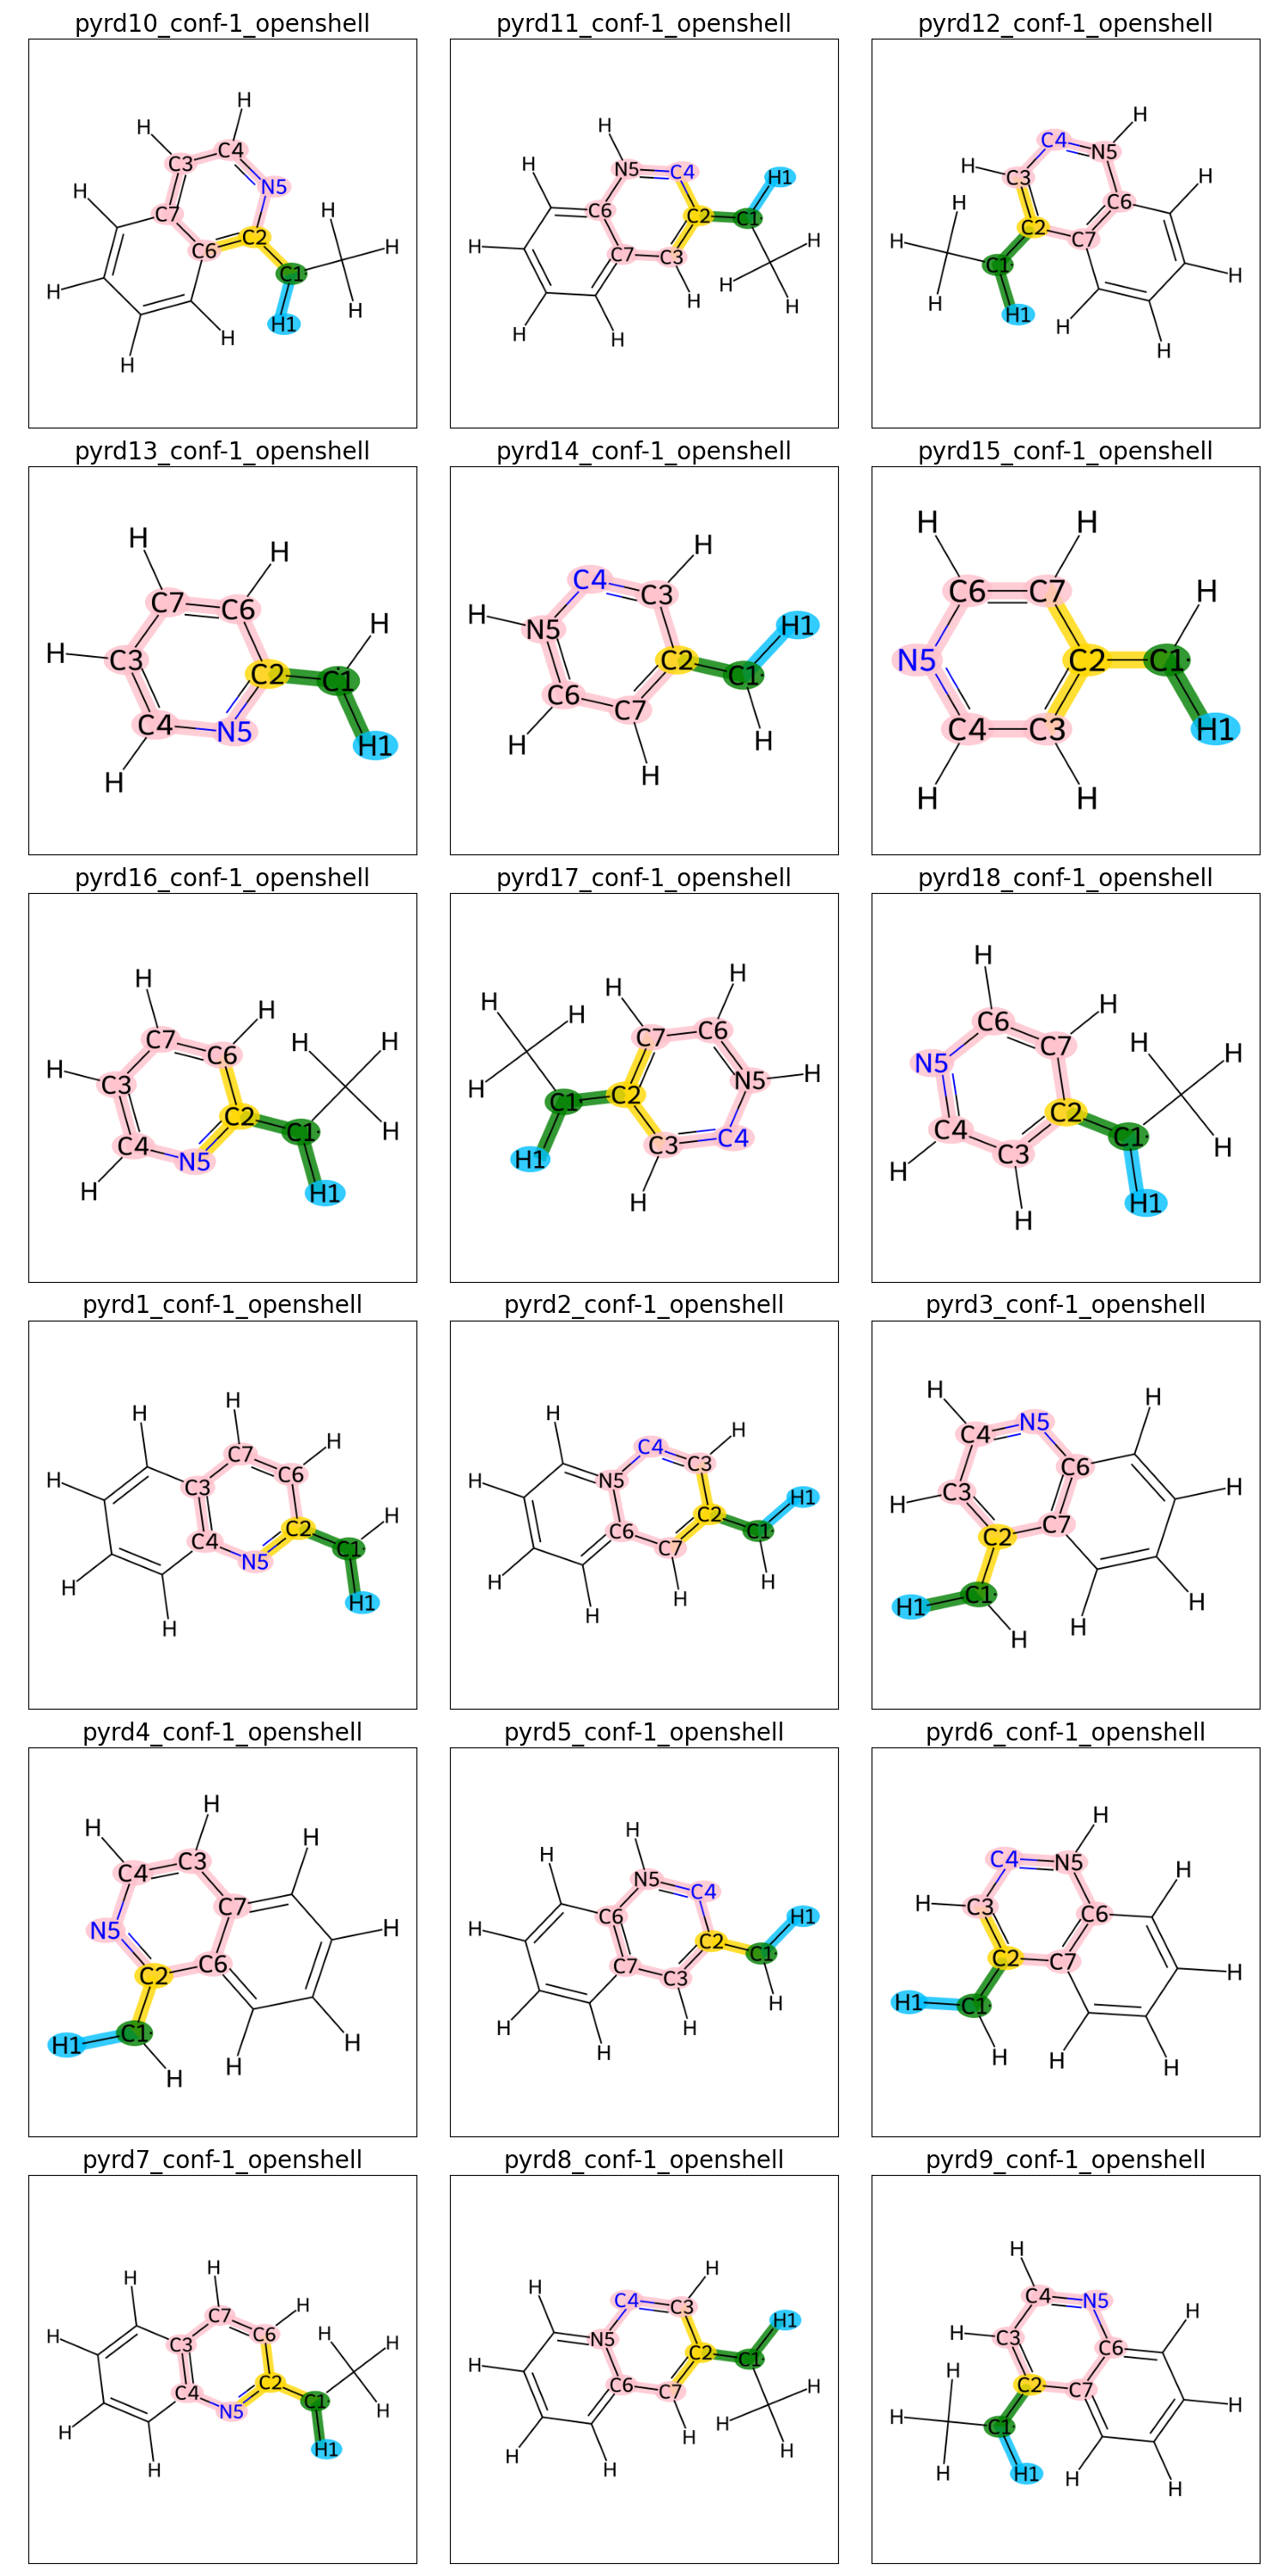 pyrd10_conf-1_openshell pyrd11_conf-1_openshell pyrd12_conf-1_openshell
H H C4 C3 N5 H H C7 C2 H C6 C1 H H H1 H H
H N5 C4 H1 H C6 C2 C1 H H C7 C3 H H H H H
H C4 N5 H C3 H H C6 C2 H C7 C1 H H H1 H H
pyrd13_conf-1_openshell pyrd14_conf-1_openshell pyrd15_conf-1_openshell
H H C7 C6 H H C3 C2 C1 C4 N5 H1 H
H C4 C3 H H1 N5 C2 C1 C6 C7 H H H
H H C6 C7 H N5 C2 C1 C4 C3 H1 H H
pyrd16_conf-1_openshell pyrd17_conf-1_openshell pyrd18_conf-1_openshell
H H H H C7 C6 H C3 C2 C1 H C4 N5 H H1
H H H H C7 C6 H N5 H C2 C1 C3 C4 H1 H
H H C6 H C7 H N5 C2 C4 C1 H C3 H H1 H
pyrd1_conf-1_openshell pyrd2_conf-1_openshell pyrd3_conf-1_openshell
H H H C7 C6 H C3 H C2 C4 C1 N5 H H1 H
H H C4 C3 H N5 H1 C2 C6 C1 C7 H H H H
H H N5 C4 C6 H C3 H C7 C2 C1 H1 H H H
pyrd4_conf-1_openshell pyrd5_conf-1_openshell pyrd6_conf-1_openshell
H H H C3 C4 C7 N5 H C6 C2 C1 H1 H H H
H H N5 C4 C6 H1 H C2 C1 C7 C3 H H H H
H C4 N5 H H C3 C6 C2 C7 H H1 C1 H H H
pyrd7_conf-1_openshell pyrd8_conf-1_openshell pyrd9_conf-1_openshell
H H H C7 H C6 H H C3 C2 C4 C1 N5 H H H1 H
H H C4 C3 H1 N5 C2 C1 H C6 C7 H H H H H H
H C4 N5 H H C3 C6 H C2 C7 H H C1 H H1 H H